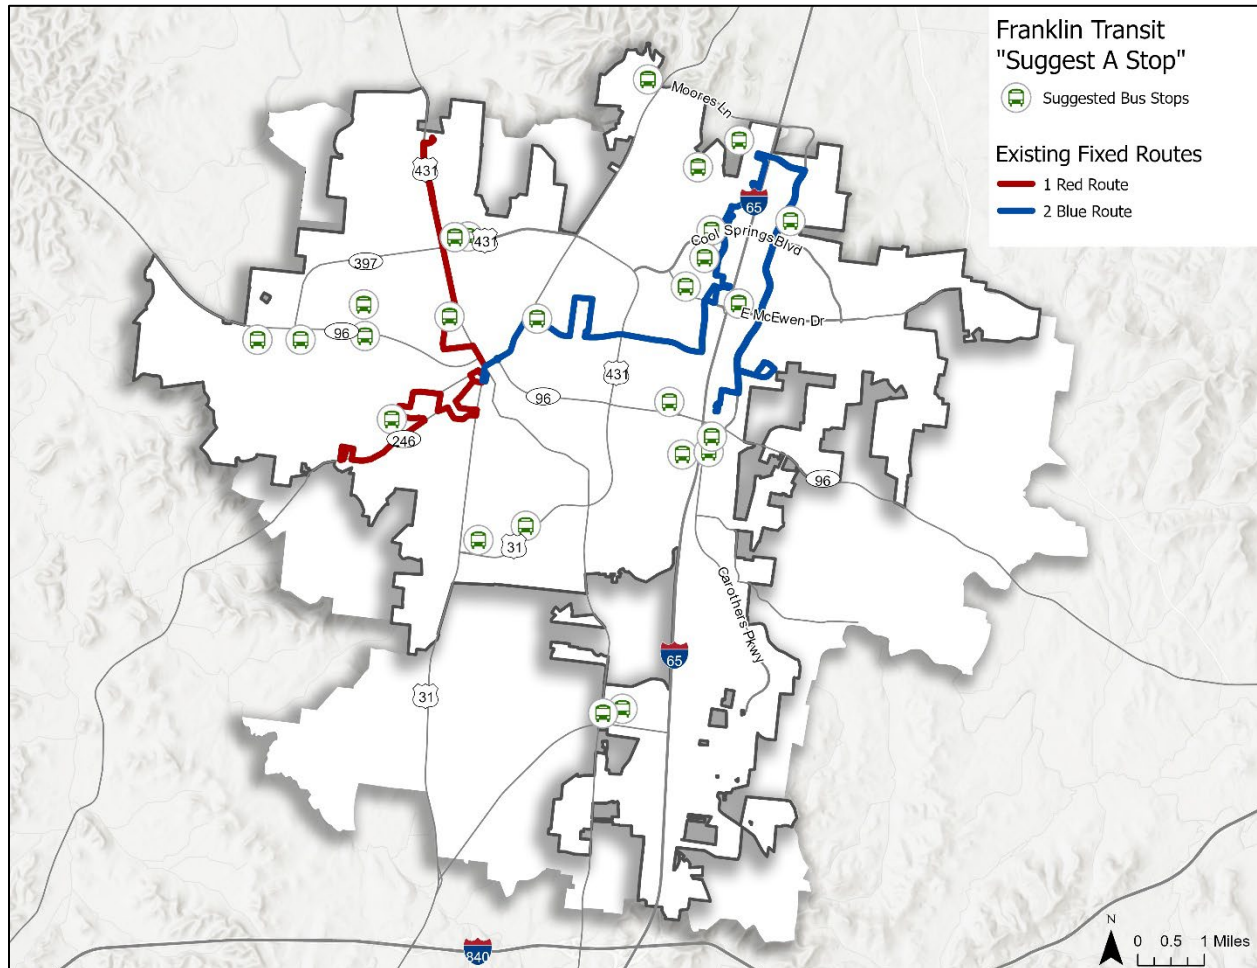 Franklin Transit
"Suggest A Stop"
Suggested Bus Stops
Existing Fixed Routes
1 Red Route
2 Blue Route
Moores Ln
431
65
431
Cool Springs Blvd
397
E McEwen Dr
96
431
96
246
96
31
Carothers Pkwy
65
31
840
N
0 0.5 1 Miles